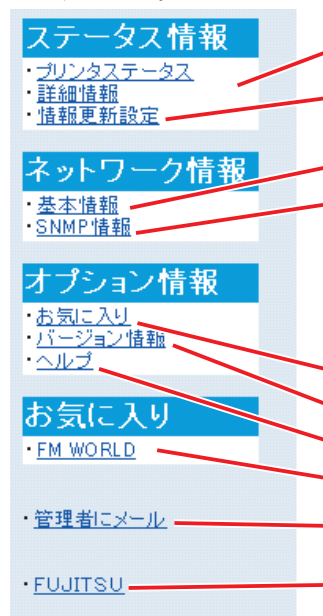 ステータス情報
・プリンタステータス
・詳細情報
・情報更新設定
ネットワーク情報
・基本情報
・SNMP情報
オプション情報
・お気に入り
・バージョン情報
・ヘルプ
お気に入り
・FM WORLD
・管理者にメール
・FUJITSU